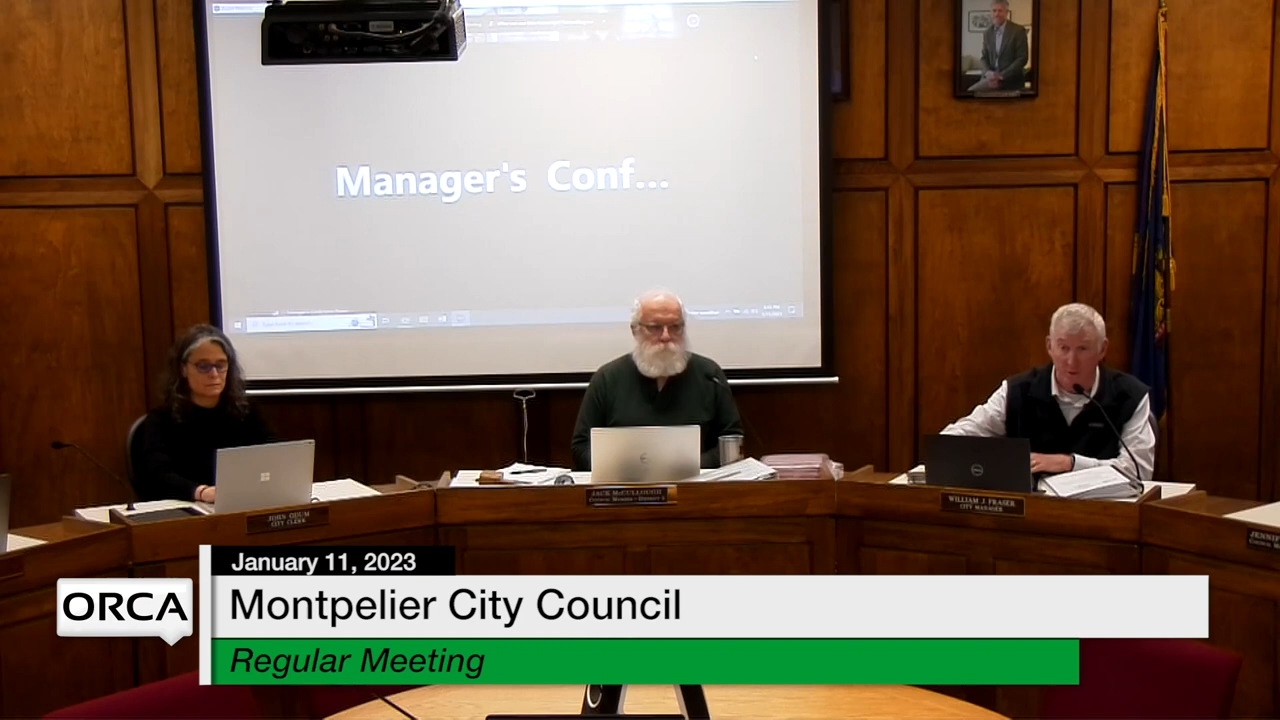 Manager's Conf...
JOHN ODUM
CITY CLERK
JACK McCULLOUGH
WILLIAM J. FRASER
CITY MANAGER
January 11, 2023
ORCA
Montpelier City Council
Regular Meeting